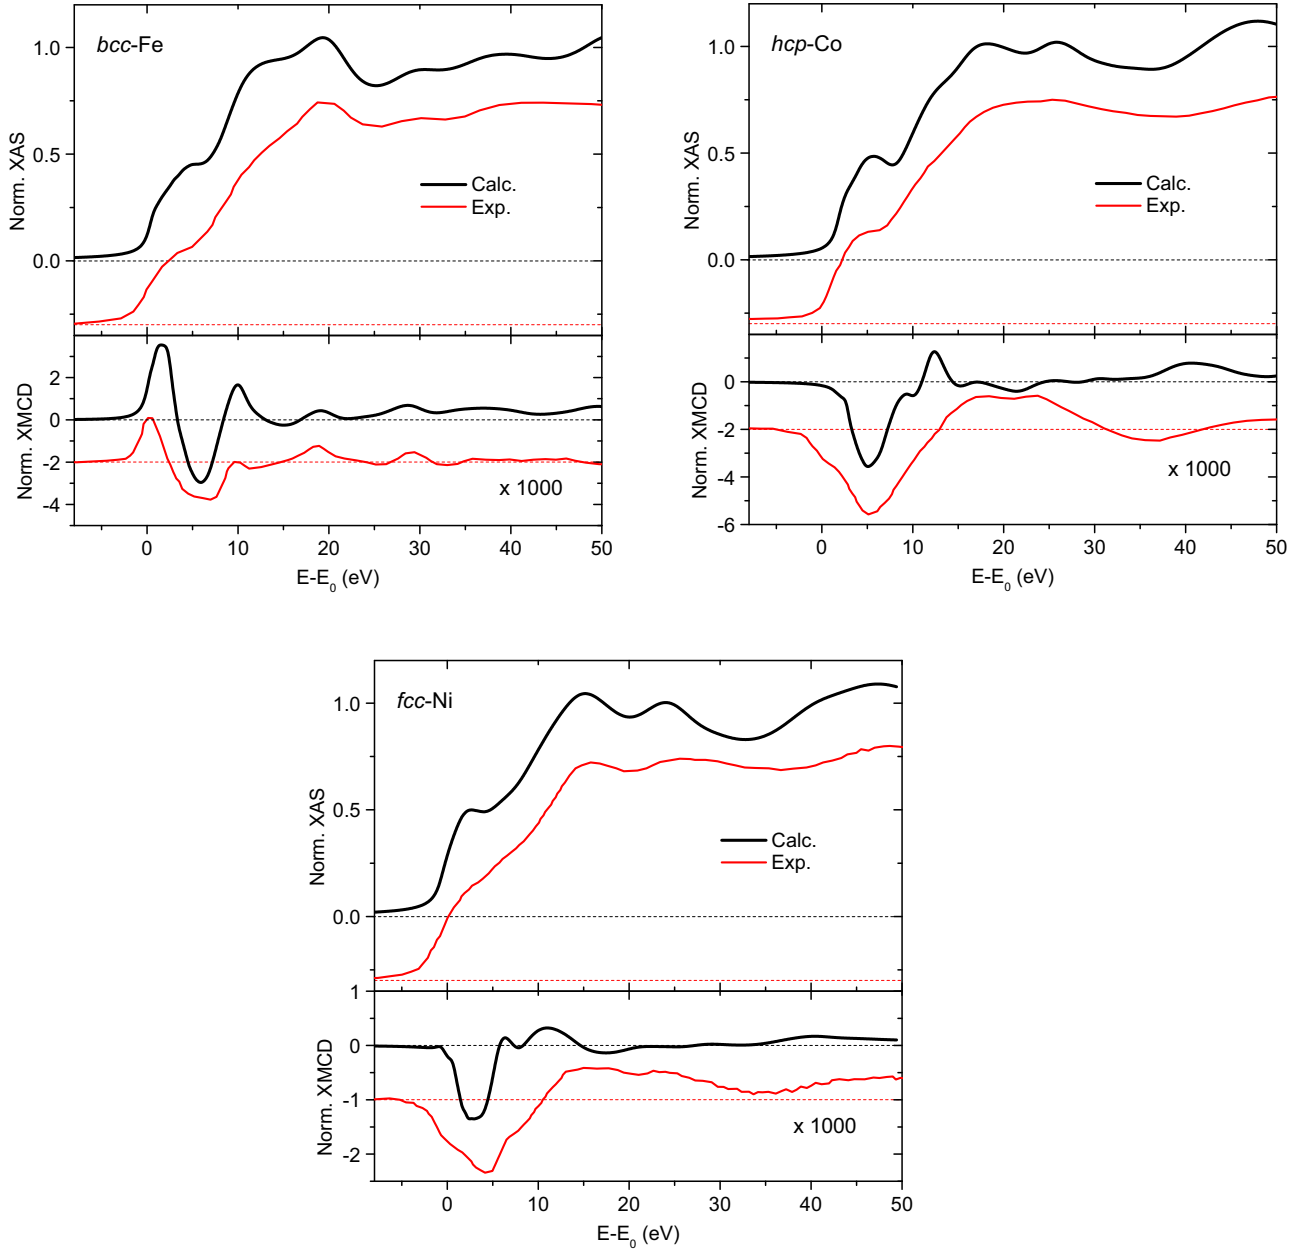 bcc-Fe
1.0
0.5
0.0
Norm. XAS
Calc.
Exp.
2
0
-2
-4
Norm. XMCD
x 1000
0 10 20 30 40 50
E-E0 (eV)
hcp-Co
1.0
0.5
0.0
Norm. XAS
Calc.
Exp.
0
-2
-4
-6
Norm. XMCD
x 1000
0 10 20 30 40 50
E-E0 (eV)
fcc-Ni
1.0
0.5
0.0
Norm. XAS
Calc.
Exp.
1
0
-1
-2
Norm. XMCD
x 1000
0 10 20 30 40 50
E-E0 (eV)